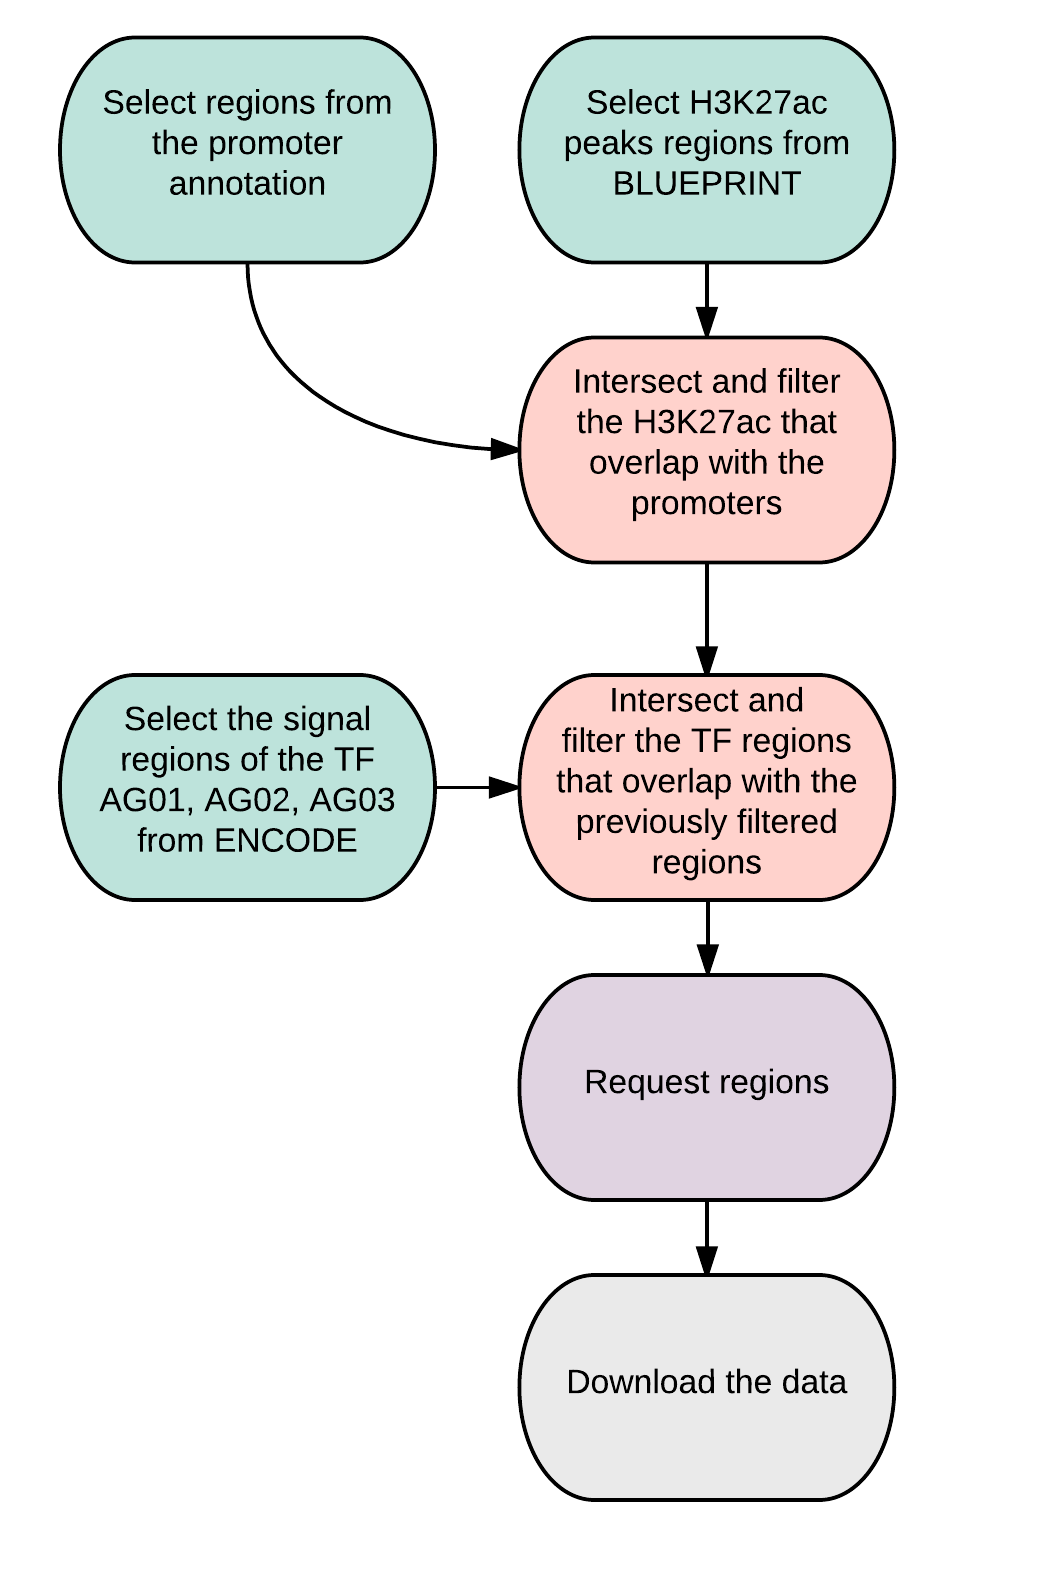 Select regions from
the promoter
annotation
Select H3K27ac
peaks regions from
BLUEPRINT
Intersect and filter
the H3K27ac that
overlap with the
promoters
Select the signal
regions of the TF
AG01, AG02, AG03
from ENCODE
Intersect and
filter the TF regions
that overlap with the
previously filtered
regions
Request regions
Download the data